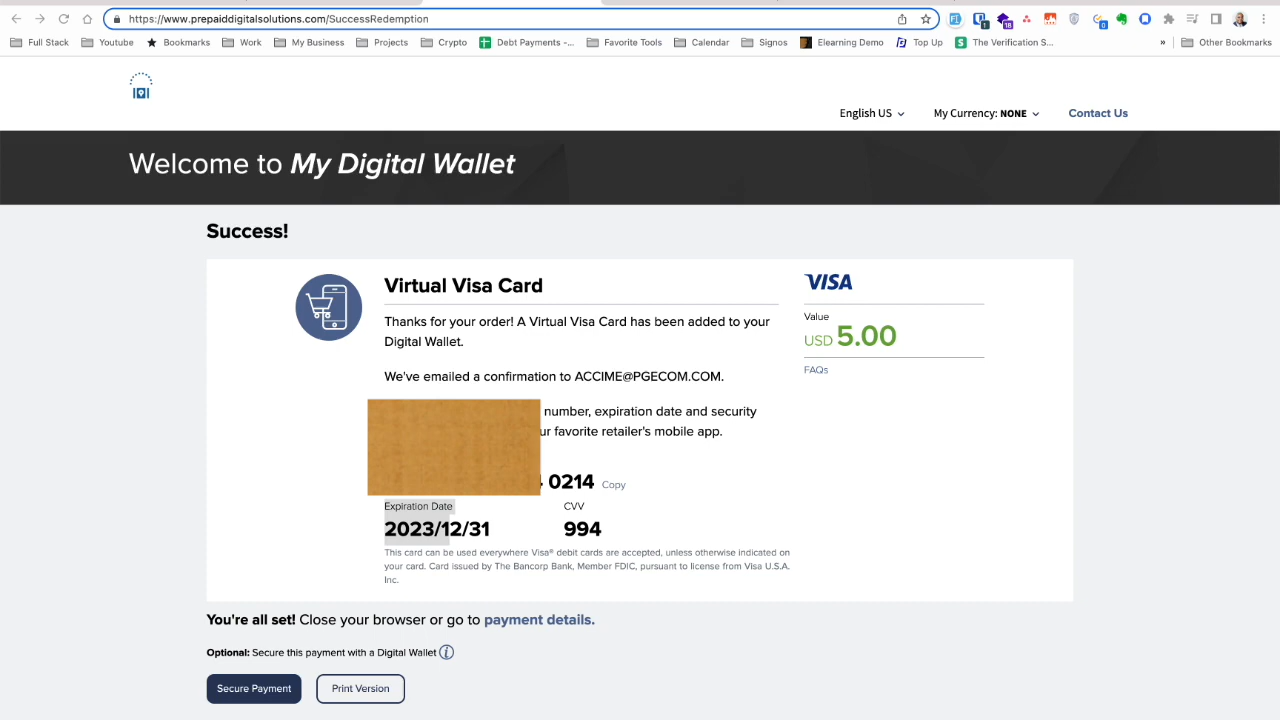 https://www.prepaiddigitalsolutions.com/SuccessRedemption
Full Stack Youtube Bookmarks Work My Business Projects Crypto Debt Payments -... Favorite Tools Calendar Signos Elearning Demo Top Up The Verification S... » Other Bookmarks
English US My Currency: NONE Contact Us
Welcome to My Digital Wallet
Success!
Virtual Visa Card
VISA
Thanks for your order! A Virtual Visa Card has been added to your
Digital Wallet.
Value
USD 5.00
FAQs
We've emailed a confirmation to ACCIME@PGECOM.COM.
number, expiration date and security
favorite retailer's mobile app.
0214 Copy
Expiration Date CVV
2023/12/31 994
This card can be used everywhere Visa® debit cards are accepted, unless otherwise indicated on
your card. Card issued by The Bancorp Bank, Member FDIC, pursuant to license from Visa U.S.A.
Inc.
You're all set! Close your browser or go to payment details.
Optional: Secure this payment with a Digital Wallet i
Secure Payment Print Version